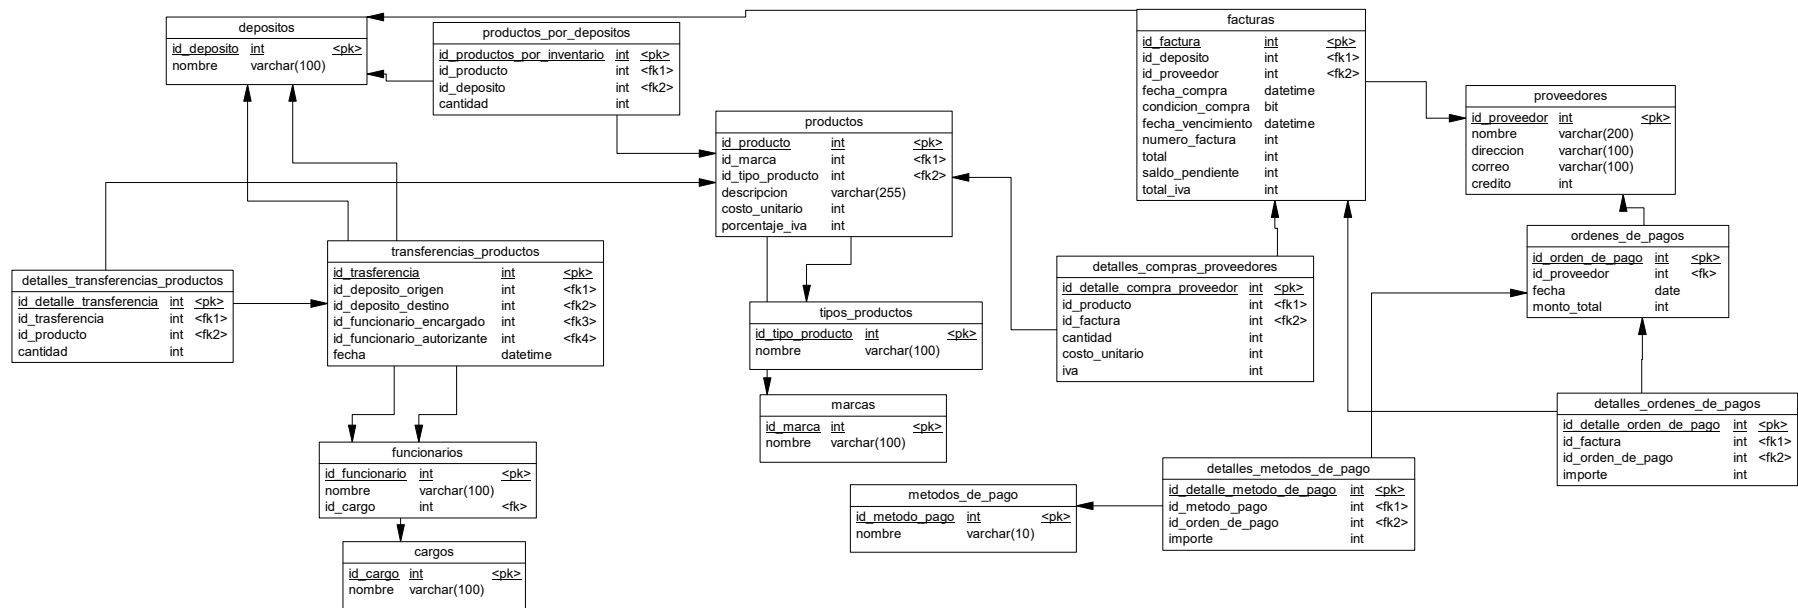 depositos
id_deposito int <pk>
nombre varchar(100)
productos_por_depositos
id_productos_por_inventario int <pk>
id_producto int <fk1>
id_deposito int <fk2>
cantidad int
facturas
id_factura int <pk>
id_deposito int <fk1>
id_proveedor int <fk2>
fecha_compra datetime
condicion_compra bit
fecha_vencimiento datetime
numero_factura int
total int
saldo_pendiente int
total_iva int
proveedores
id_proveedor int <pk>
nombre varchar(200)
direccion varchar(100)
correo varchar(100)
credito int
productos
id_producto int <pk>
id_marca int <fk1>
id_tipo_producto int <fk2>
descripcion varchar(255)
costo_unitario int
porcentaje_iva int
ordenes_de_pagos
id_orden_de_pago int <pk>
id_proveedor int <fk>
fecha date
monto_total int
transferencias_productos
id_trasferencia int <pk>
id_deposito_origen int <fk1>
id_deposito_destino int <fk2>
id_funcionario_encargado int <fk3>
id_funcionario_autorizante int <fk4>
fecha datetime
detalles_transferencias_productos
id_detalle_transferencia int <pk>
id_trasferencia int <fk1>
id_producto int <fk2>
cantidad int
detalles_compras_proveedores
id_detalle_compra_proveedor int <pk>
id_producto int <fk1>
id_factura int <fk2>
cantidad int
costo_unitario int
iva int
tipos_productos
id_tipo_producto int <pk>
nombre varchar(100)
marcas
id_marca int <pk>
nombre varchar(100)
detalles_ordenes_de_pagos
id_detalle_orden_de_pago int <pk>
id_factura int <fk1>
id_orden_de_pago int <fk2>
importe int
funcionarios
id_funcionario int <pk>
nombre varchar(100)
id_cargo int <fk>
detalles_metodos_de_pago
id_detalle_metodo_de_pago int <pk>
id_metodo_pago int <fk1>
id_orden_de_pago int <fk2>
importe int
metodos_de_pago
id_metodo_pago int <pk>
nombre varchar(10)
cargos
id_cargo int <pk>
nombre varchar(100)